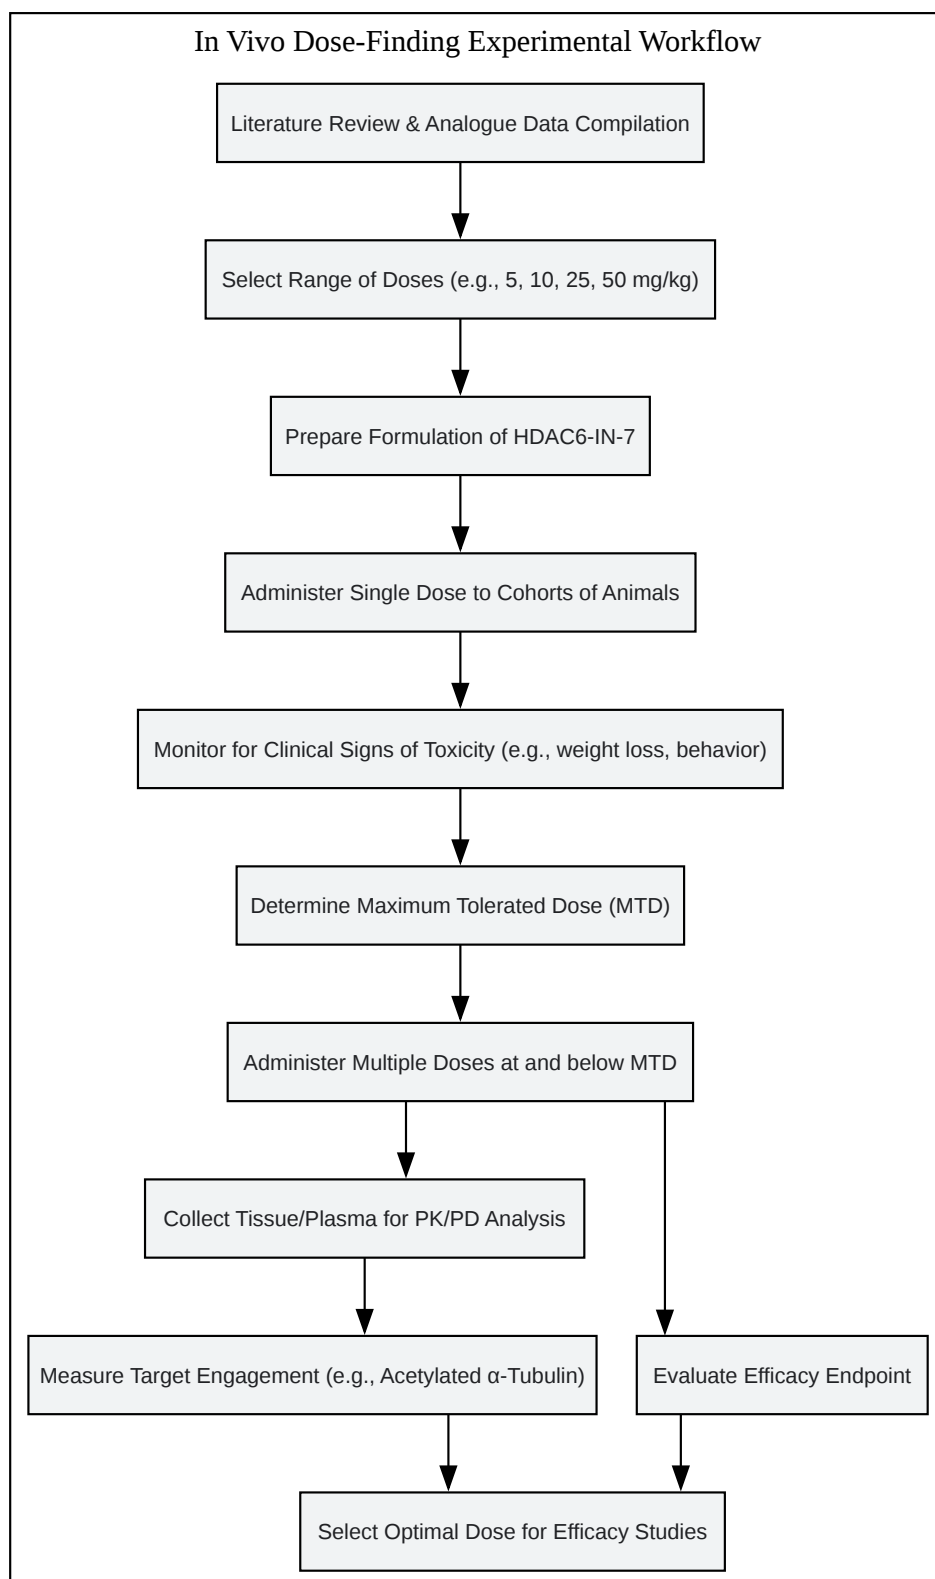 In Vivo Dose-Finding Experimental Workflow
Literature Review & Analogue Data Compilation
Select Range of Doses (e.g., 5, 10, 25, 50 mg/kg)
Prepare Formulation of HDAC6-IN-7
Administer Single Dose to Cohorts of Animals
Monitor for Clinical Signs of Toxicity (e.g., weight loss, behavior)
Determine Maximum Tolerated Dose (MTD)
Administer Multiple Doses at and below MTD
Collect Tissue/Plasma for PK/PD Analysis
Measure Target Engagement (e.g., Acetylated α-Tubulin)
Evaluate Efficacy Endpoint
Select Optimal Dose for Efficacy Studies